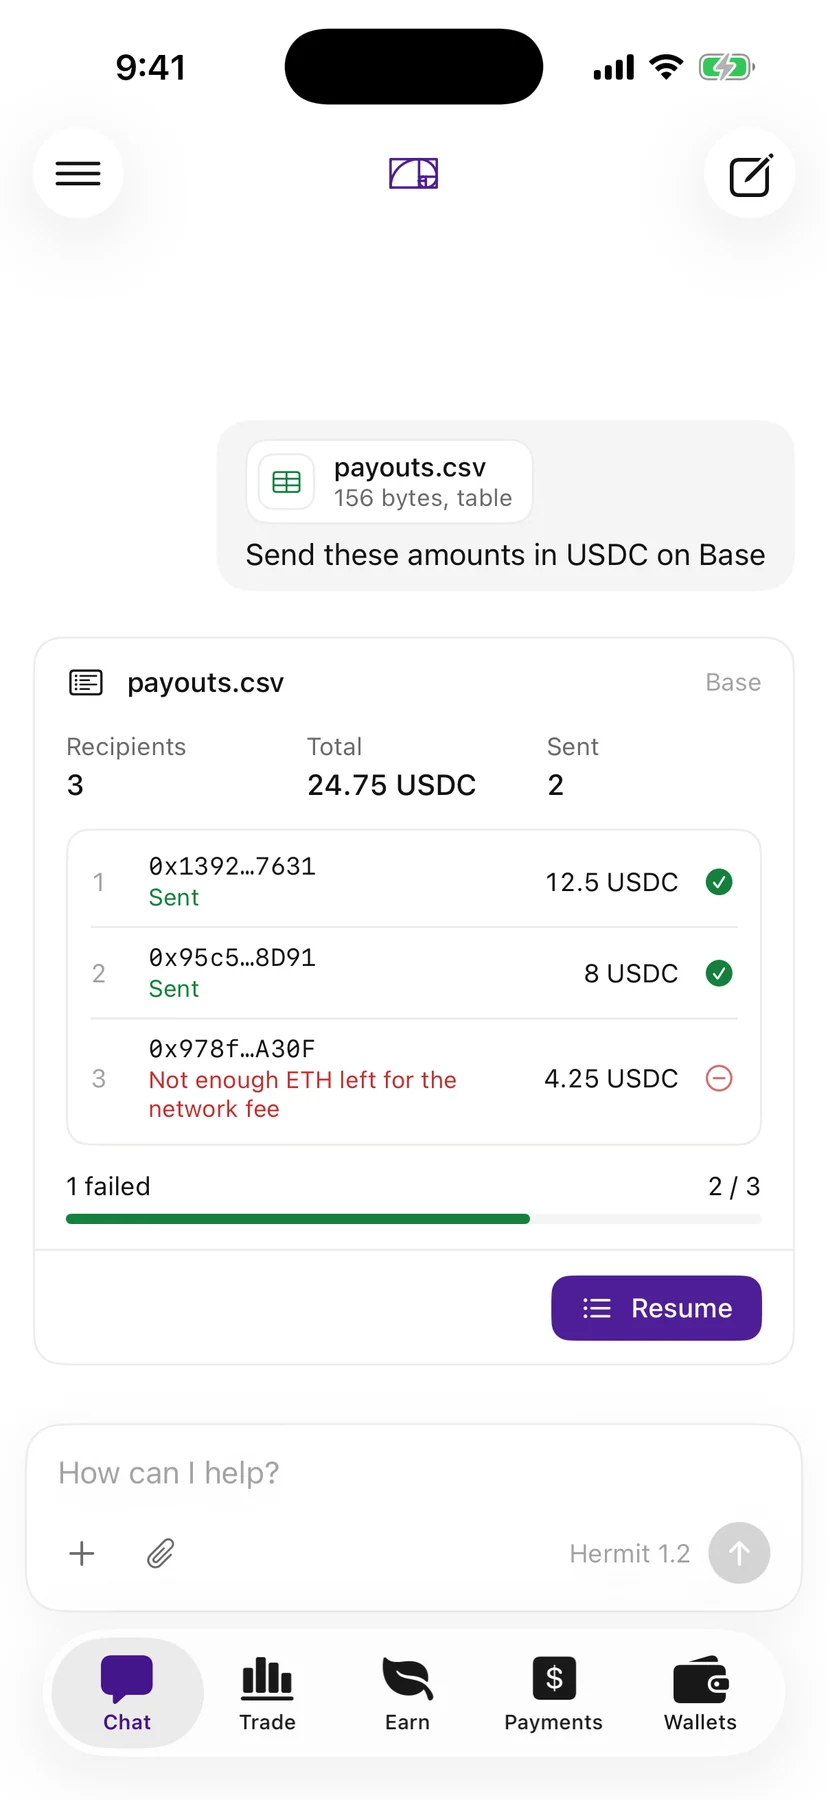 9:41
payouts.csv
156 bytes, table
Send these amounts in USDC on Base
payouts.csv
Base
Recipients
Total
Sent
3
24.75 USDC
2
1
0x1392…7631
Sent
12.5 USDC
2
0x95c5…8D91
Sent
8 USDC
3
0x978f…A30F
Not enough ETH left for the
network fee
4.25 USDC
1 failed
2 / 3
Resume
How can I help?
Hermit 1.2
Chat
Trade
Earn
$
Payments
Wallets